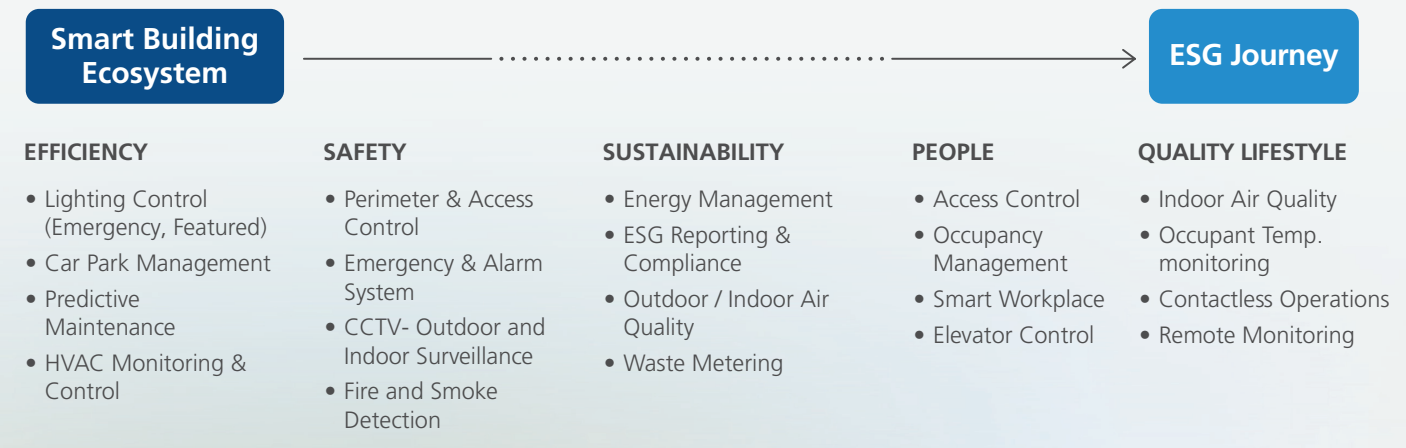 Smart Building
Ecosystem
ESG Journey
EFFICIENCY
• Lighting Control
(Emergency, Featured)
• Car Park Management
• Predictive
Maintenance
• HVAC Monitoring &
Control
SAFETY
• Perimeter & Access
Control
• Emergency & Alarm
System
• CCTV- Outdoor and
Indoor Surveillance
• Fire and Smoke
Detection
SUSTAINABILITY
• Energy Management
• ESG Reporting &
Compliance
• Outdoor / Indoor Air
Quality
• Waste Metering
PEOPLE
• Access Control
• Occupancy
Management
• Smart Workplace
• Elevator Control
QUALITY LIFESTYLE
• Indoor Air Quality
• Occupant Temp.
monitoring
• Contactless Operations
• Remote Monitoring